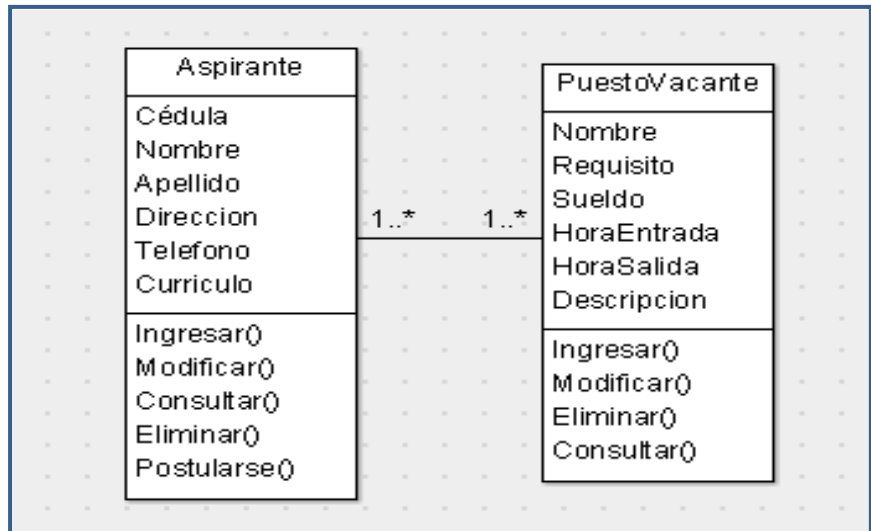 Aspirante
Cédula
Nombre
Apellido
Direccion
Telefono
Curriculo
Ingresar()
Modificar()
Consultar()
Eliminar()
Postularse()
1..* 1..*
PuestoVacante
Nombre
Requisito
Sueldo
HoraEntrada
HoraSalida
Descripcion
Ingresar()
Modificar()
Eliminar()
Consultar()